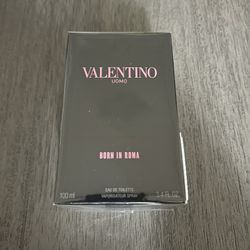 VALENTINO
UOMO
BORN IN ROMA
EAU DE TOILETTE
VAPORISATEUR SPRAY
100 ml
3.4 FL.OZ.